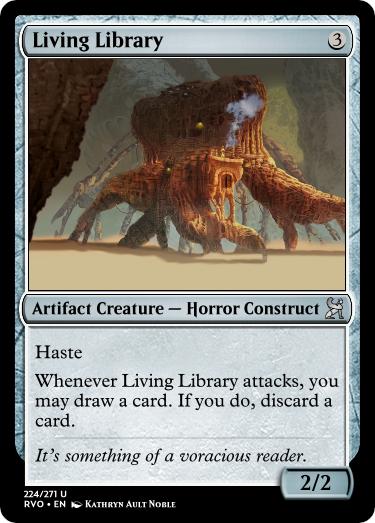 Living Library 3
Artifact Creature — Horror Construct
Haste
Whenever Living Library attacks, you
may draw a card. If you do, discard a
card.
It's something of a voracious reader.
2/2
224/271 U
RVO • EN Kathryn Ault Noble